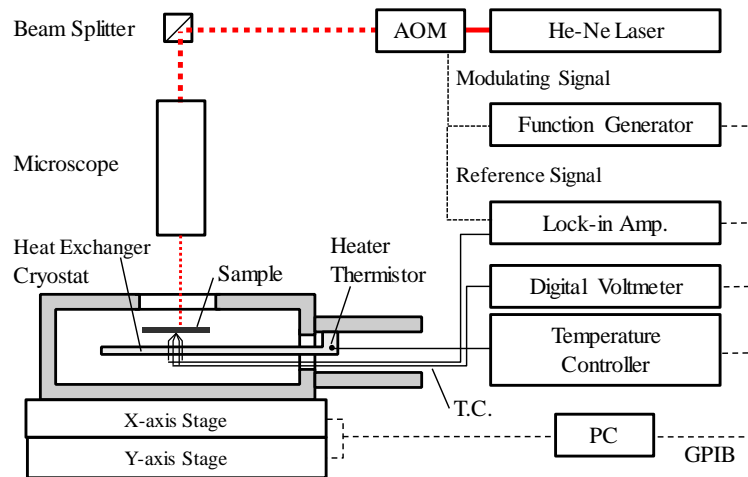 Beam Splitter
AOM
He-Ne Laser
Modulating Signal
Function Generator
Microscope
Reference Signal
Lock-in Amp.
Heat Exchanger
Cryostat
Sample
Heater
Thermistor
Digital Voltmeter
Temperature
Controller
T.C.
X-axis Stage
Y-axis Stage
PC
GPIB